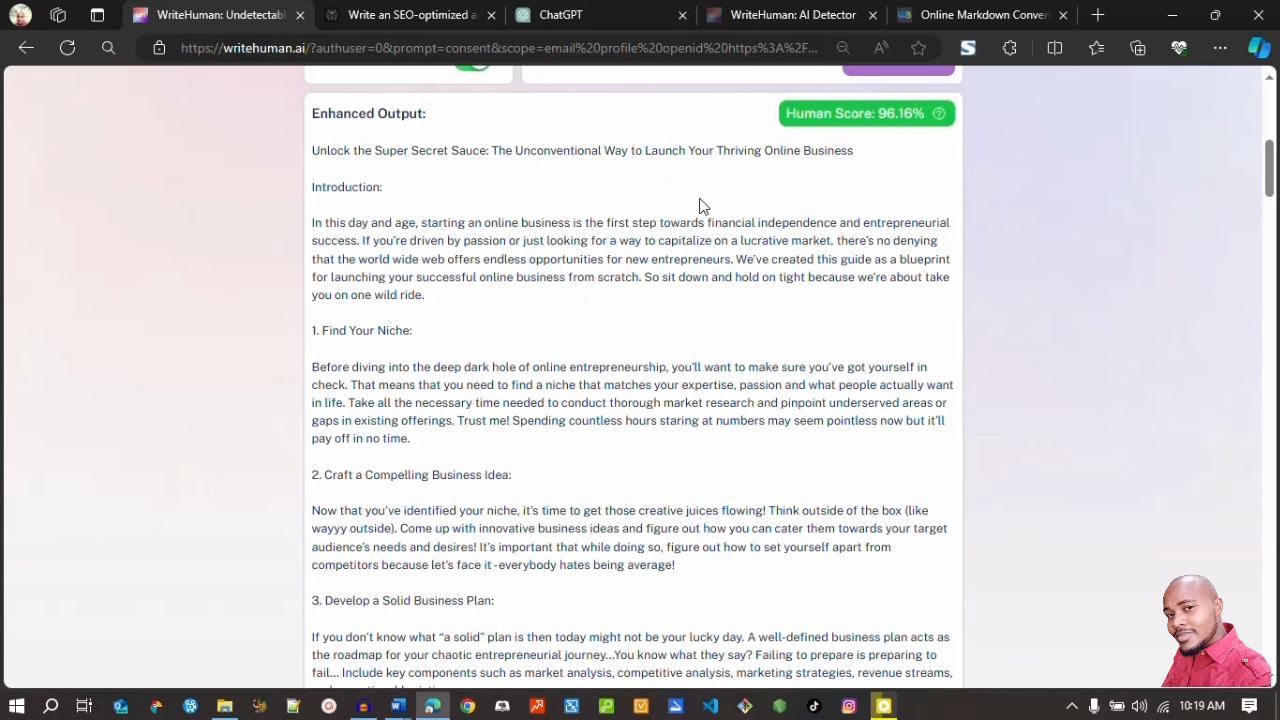 WriteHuman: Undetectabl
Write an SEO-optimized a
ChatGPT
WriteHuman: AI Detector
Online Markdown Conver
https://writehuman.ai/?authuser=0&prompt=consent&scope=email%20profile%20openid%20https%3A%2F...
Enhanced Output:
Human Score: 96.16%
Unlock the Super Secret Sauce: The Unconventional Way to Launch Your Thriving Online Business
Introduction:
In this day and age, starting an online business is the first step towards financial independence and entrepreneurial
success. If you're driven by passion or just looking for a way to capitalize on a lucrative market, there's no denying
that the world wide web offers endless opportunities for new entrepreneurs. We've created this guide as a blueprint
for launching your successful online business from scratch. So sit down and hold on tight because we're about take
you on one wild ride.
1. Find Your Niche:
Before diving into the deep dark hole of online entrepreneurship, you'll want to make sure you've got yourself in
check. That means that you need to find a niche that matches your expertise, passion and what people actually want
in life. Take all the necessary time needed to conduct thorough market research and pinpoint underserved areas or
gaps in existing offerings. Trust me! Spending countless hours staring at numbers may seem pointless now but it'll
pay off in no time.
2. Craft a Compelling Business Idea:
Now that you've identified your niche, it's time to get those creative juices flowing! Think outside of the box (like
wayyy outside). Come up with innovative business ideas and figure out how you can cater them towards your target
audience's needs and desires! It's important that while doing so, figure out how to set yourself apart from
competitors because let's face it - everybody hates being average!
3. Develop a Solid Business Plan:
If you don't know what “a solid” plan is then today might not be your lucky day. A well-defined business plan acts as
the roadmap for your chaotic entrepreneurial journey...You know what they say? Failing to prepare is preparing to
fail... Include key components such as market analysis, competitive analysis, marketing strategies, revenue streams,
10:19 AM